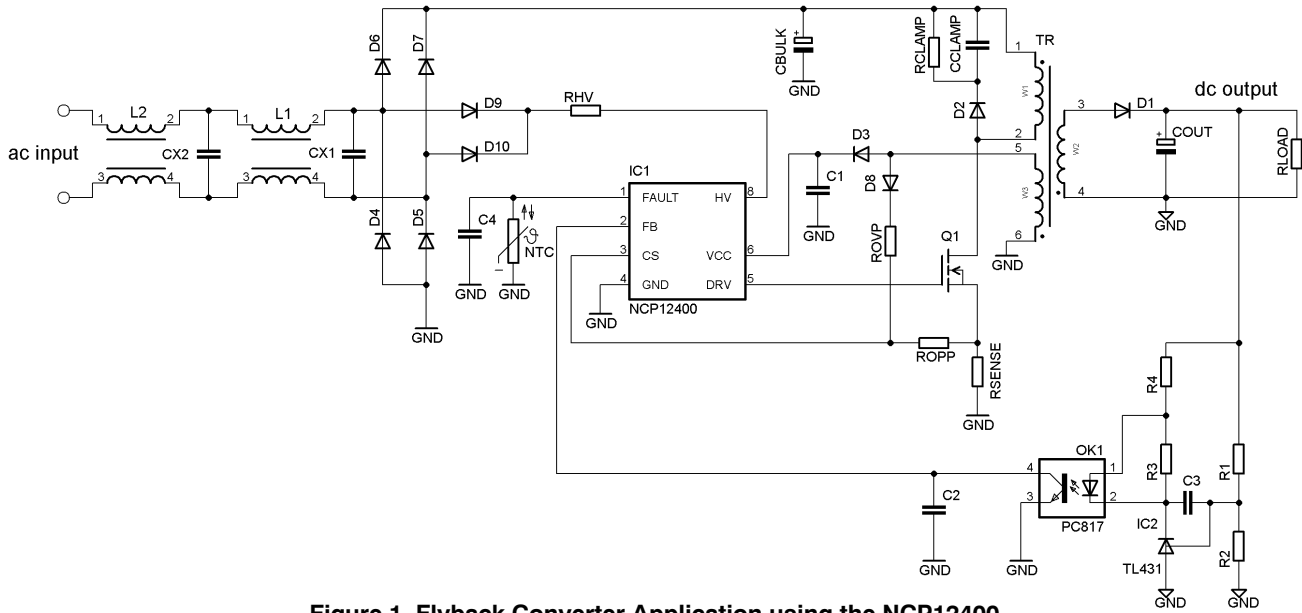 D6
D7
CBULK
+
RCLAMP
CCLAMP
TR
1
W1
D2
2
5
W3
6
GND
GND
3
W2
4
D1
dc output
+
COUT
RLOAD
GND
ac input
L2
1 2
3 4
CX2
L1
1 2
3 4
CX1
D9
D10
RHV
D4
D5
GND
C4
GND
NTC
ϑ
GND
IC1
1 FAULT HV 8
2 FB
3 CS VCC 6
4 GND DRV 5
NCP12400
GND
D3
C1
GND
D8
ROVP
Q1
ROPP
RSENSE
GND
C2
GND
OK1
4 1
3 2
PC817
GND
R4
R3
R1
C3
IC2
TL431
R2
GND
GND
Figure 1. Flyback Converter Application using the NCP12400